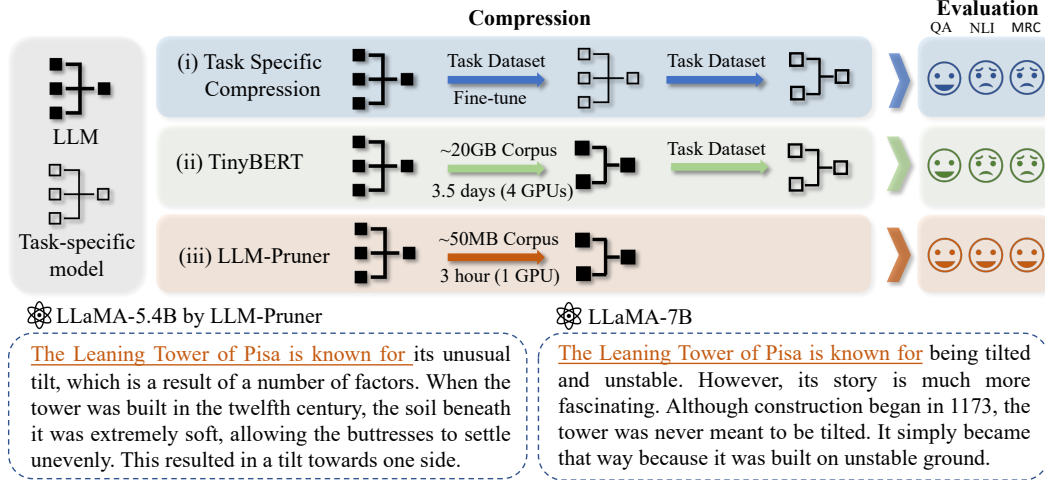 Compression
Evaluation
QA NLI MRC
(i) Task Specific
Compression
Task Dataset
Fine-tune
Task Dataset
LLM
(ii) TinyBERT
~20GB Corpus
3.5 days (4 GPUs)
Task Dataset
Task-specific
model
(iii) LLM-Pruner
~50MB Corpus
3 hour (1 GPU)
LLaMA-5.4B by LLM-Pruner
The Leaning Tower of Pisa is known for its unusual
tilt, which is a result of a number of factors. When the
tower was built in the twelfth century, the soil beneath
it was extremely soft, allowing the buttresses to settle
unevenly. This resulted in a tilt towards one side.
LLaMA-7B
The Leaning Tower of Pisa is known for being tilted
and unstable. However, its story is much more
fascinating. Although construction began in 1173, the
tower was never meant to be tilted. It simply became
that way because it was built on unstable ground.